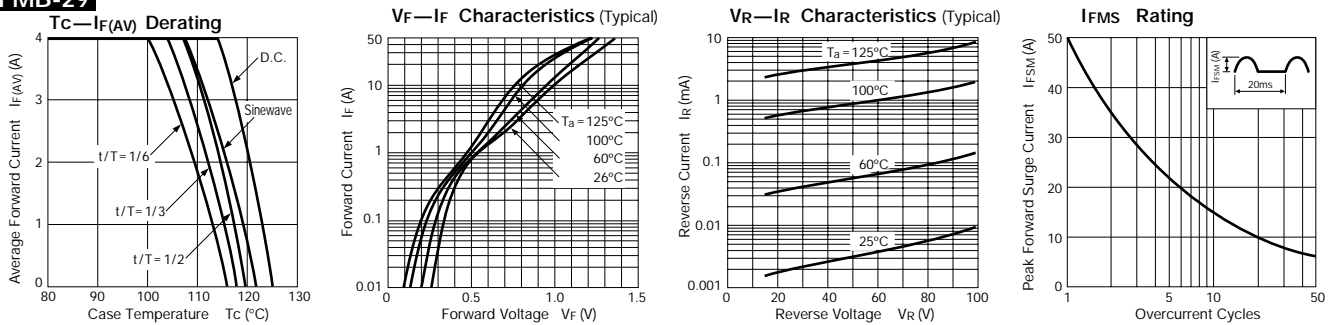 FMB-29
Tc—IF(AV) Derating
Average Forward Current IF(AV) (A)
4
3
2
1
0
80
90
100
110
120
130
Case Temperature Tc (°C)
D.C.
Sinewave
t/T=1/6
t/T=1/3
t/T=1/2
VF—IF Characteristics (Typical)
Forward Current IF (A)
50
10
1
0.1
0.01
0
0.5
1.0
1.5
Forward Voltage VF (V)
Ta=125°C
100°C
60°C
26°C
VR—IR Characteristics (Typical)
Reverse Current IR (mA)
10
1
0.1
0.01
0.001
0
20
40
60
80
100
Reverse Voltage VR (V)
Ta=125°C
100°C
60°C
25°C
IFMS Rating
Peak Forward Surge Current IFSM (A)
50
40
30
20
10
0
1
5
10
50
Overcurrent Cycles
IFSM (A)
20ms